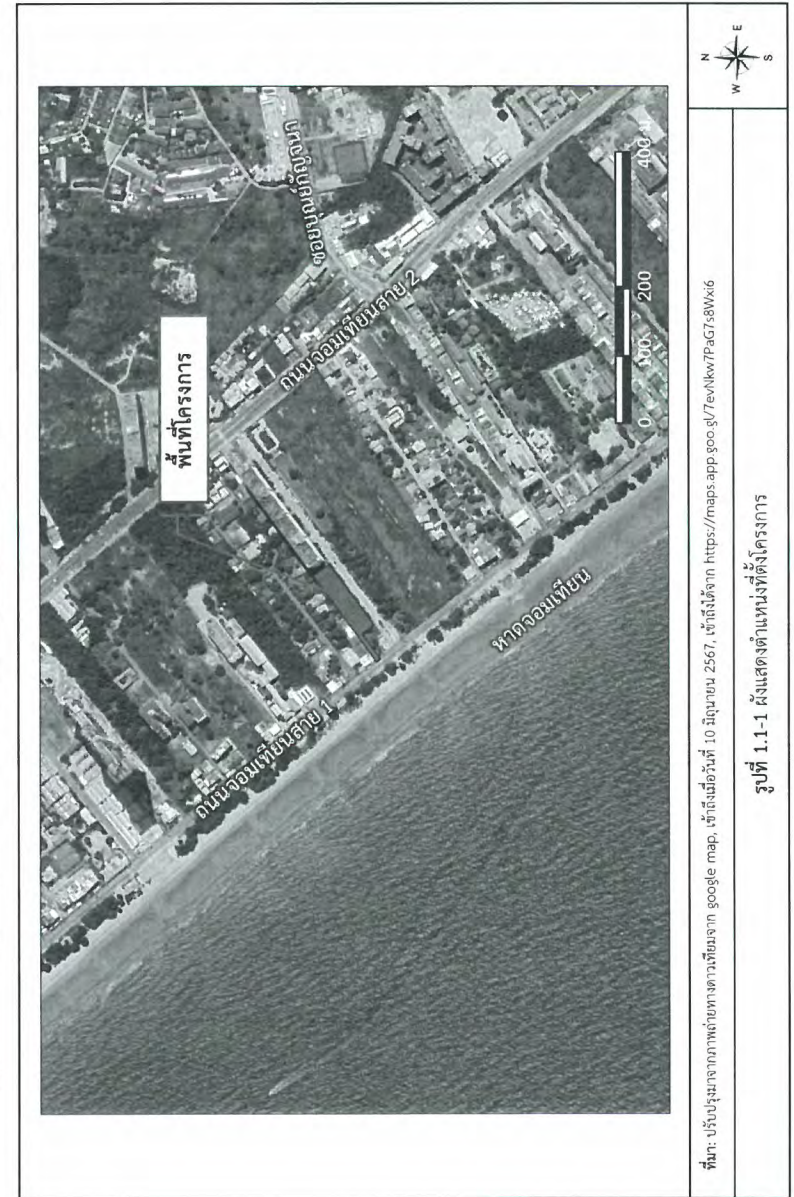 พื้นที่โครงการ
ซอยบุณย์กัญจนา
ถนนจอมเทียนสาย 2
ถนนจอมเทียนสาย 1
หาดจอมเทียน
0 100 200 400 ม
ที่มา: ปรับปรุงมาจากภาพถ่ายทางดาวเทียมจาก google map, เข้าถึงเมื่อวันที่ 10 มิถุนายน 2567, เข้าถึงได้จาก https://maps.app.goo.gl/7evNkw7PaG7s8Wxi6
N
W E
S
รูปที่ 1.1-1 ผังแสดงตำแหน่งที่ตั้งโครงการ